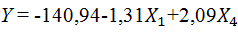 Y = -140,94-1,31X₁+2,09X₄